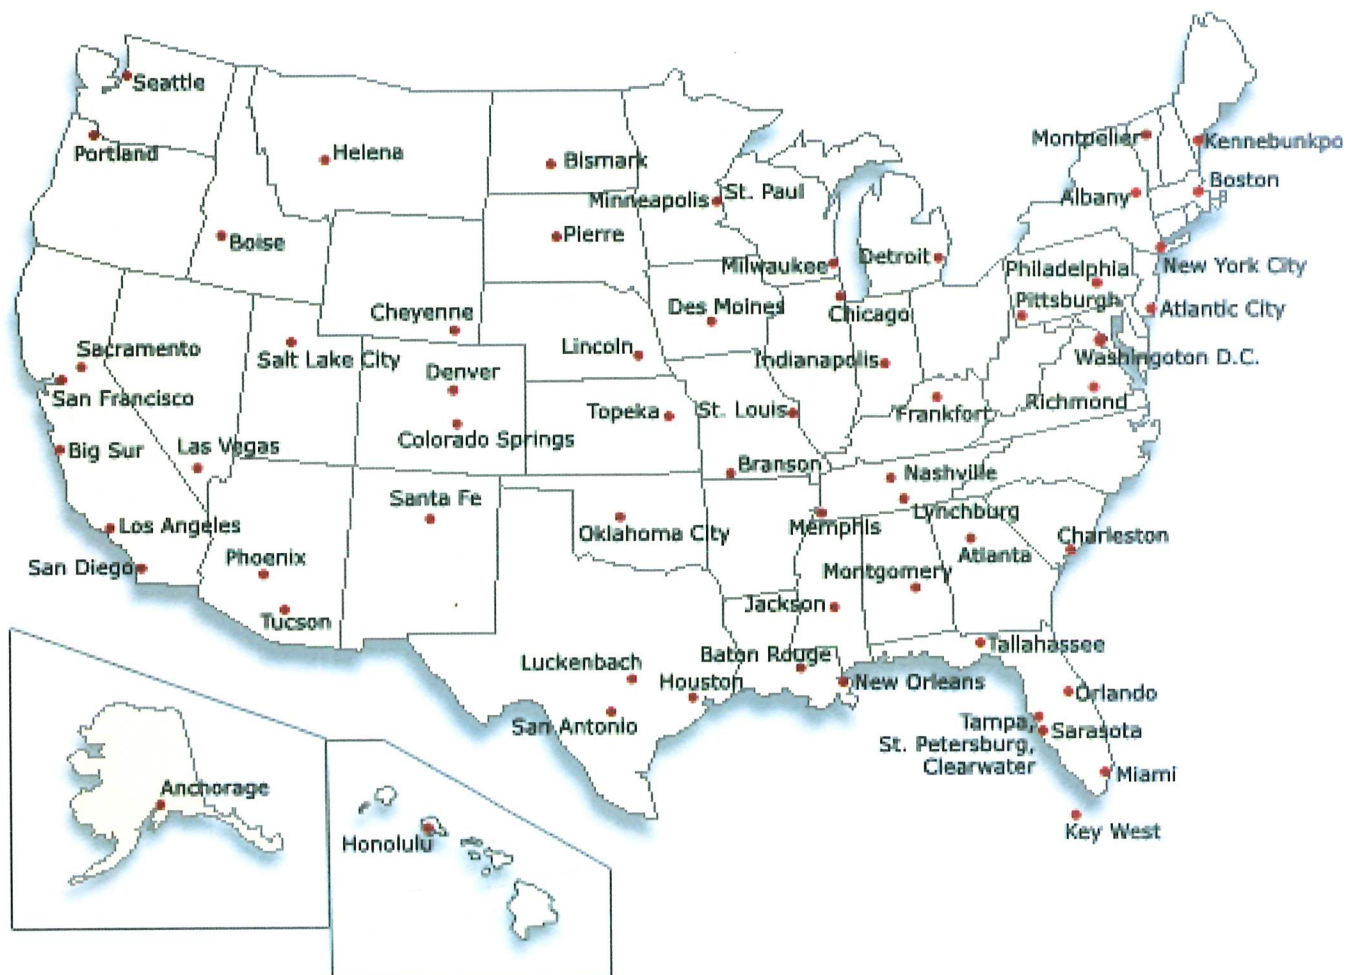 Seattle
Portland
Helena
Bismark
Boise
Minneapolis
St. Paul
Pierre
Montpelier
Kennebunkpo
Boston
Albany
New York City
Milwaukee
Detroit
Philadelphia
Pittsburgh
Atlantic City
Cheyenne
Des Moines
Chicago
Sacramento
Salt Lake City
Lincoln
Indianapolis
Washingoton D.C.
Denver
San Francisco
Topeka
St. Louis
Frankfort
Richmond
Colorado Springs
Big Sur
Las Vegas
Branson
Nashville
Santa Fe
Lynchburg
Los Angeles
Oklahoma City
Memphis
Charleston
Atlanta
Phoenix
San Diego
Montgomery
Tucson
Jackson
Tallahassee
Baton Rouge
Luckenbach
Houston
New Orleans
Orlando
San Antonio
Tampa,
St. Petersburg,
Clearwater
Sarasota
Miami
Key West
Anchorage
Honolulu